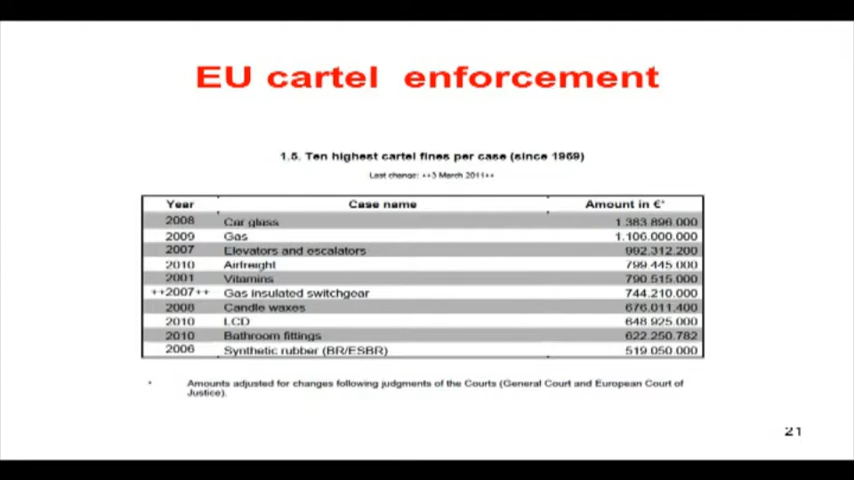 EU cartel enforcement
1.5. Ten highest cartel fines per case (since 1969)
Last change: ++3 March 2011++
Year Case name Amount in €*
2008 Car glass 1.383.896.000
2009 Gas 1.106.000.000
2007 Elevators and escalators 992.312.200
2010 Airfreight 799.445.000
2001 Vitamins 790.515.000
++2007++ Gas insulated switchgear 744.210.000
2008 Candle waxes 676.011.400
2010 LCD 648.925.000
2010 Bathroom fittings 622.250.782
2006 Synthetic rubber (BR/ESBR) 519.050.000
* Amounts adjusted for changes following judgments of the Courts (General Court and European Court of
Justice).
21